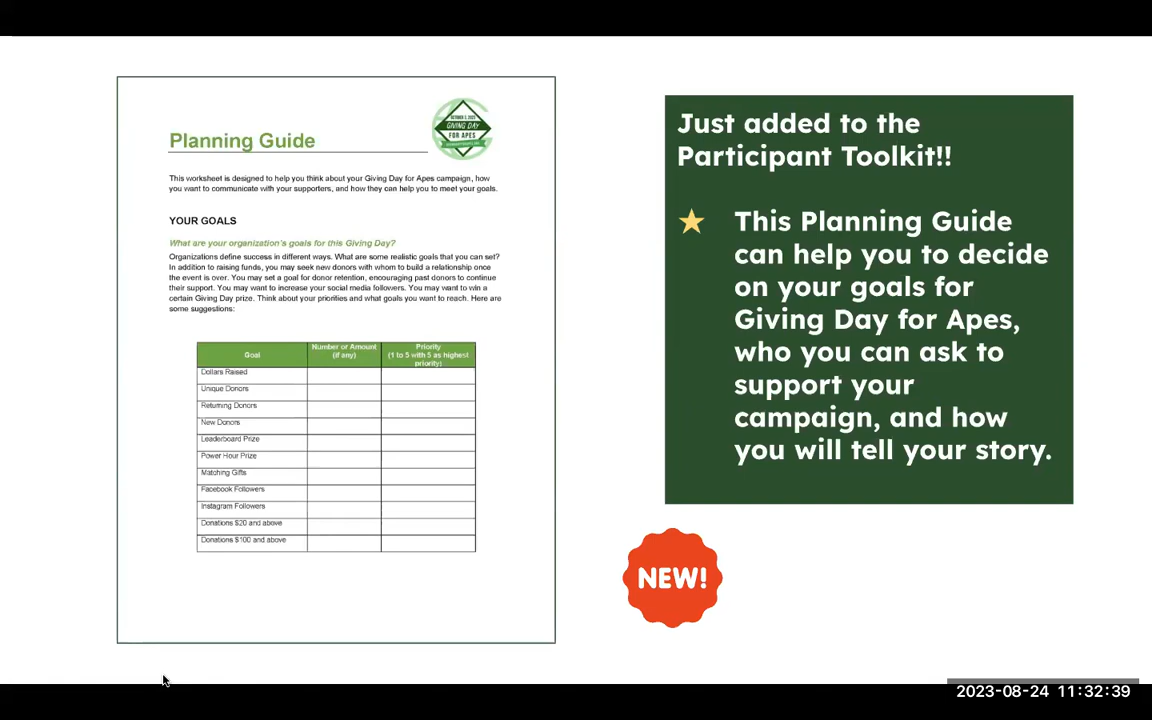 Planning Guide
OCTOBER 3, 2023
GIVING DAY
FOR APES
This worksheet is designed to help you think about your Giving Day for Apes campaign, how
you want to communicate with your supporters, and how they can help you to meet your goals.
YOUR GOALS
What are your organization's goals for this Giving Day?
Organizations define success in different ways. What are some realistic goals that you can set?
In addition to raising funds, you may seek new donors with whom to build a relationship once
the event is over. You may set a goal for donor retention, encouraging past donors to continue
their support. You may want to increase your social media followers. You may want to win a
certain Giving Day prize. Think about your priorities and what goals you want to reach. Here are
some suggestions:
Goal
Number or Amount
(if any)
Priority
(1 to 5 with 5 as highest
priority)
Dollars Raised
Unique Donors
Returning Donors
New Donors
Leaderboard Prize
Power Hour Prize
Matching Gifts
Facebook Followers
Instagram Followers
Donations $20 and above
Donations $100 and above
Just added to the
Participant Toolkit!!
This Planning Guide
can help you to decide
on your goals for
Giving Day for Apes,
who you can ask to
support your
campaign, and how
you will tell your story.
NEW!
2023-08-24 11:32:39